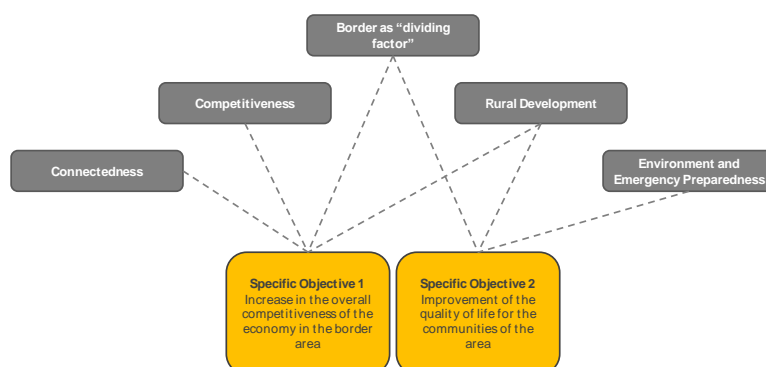 Border as “dividing
factor”
Competitiveness
Rural Development
Connectedness
Environment and
Emergency Preparedness
Specific Objective 1
Increase in the overall
competitiveness of the
economy in the border
area
Specific Objective 2
Improvement of the
quality of life for the
communities of the
area